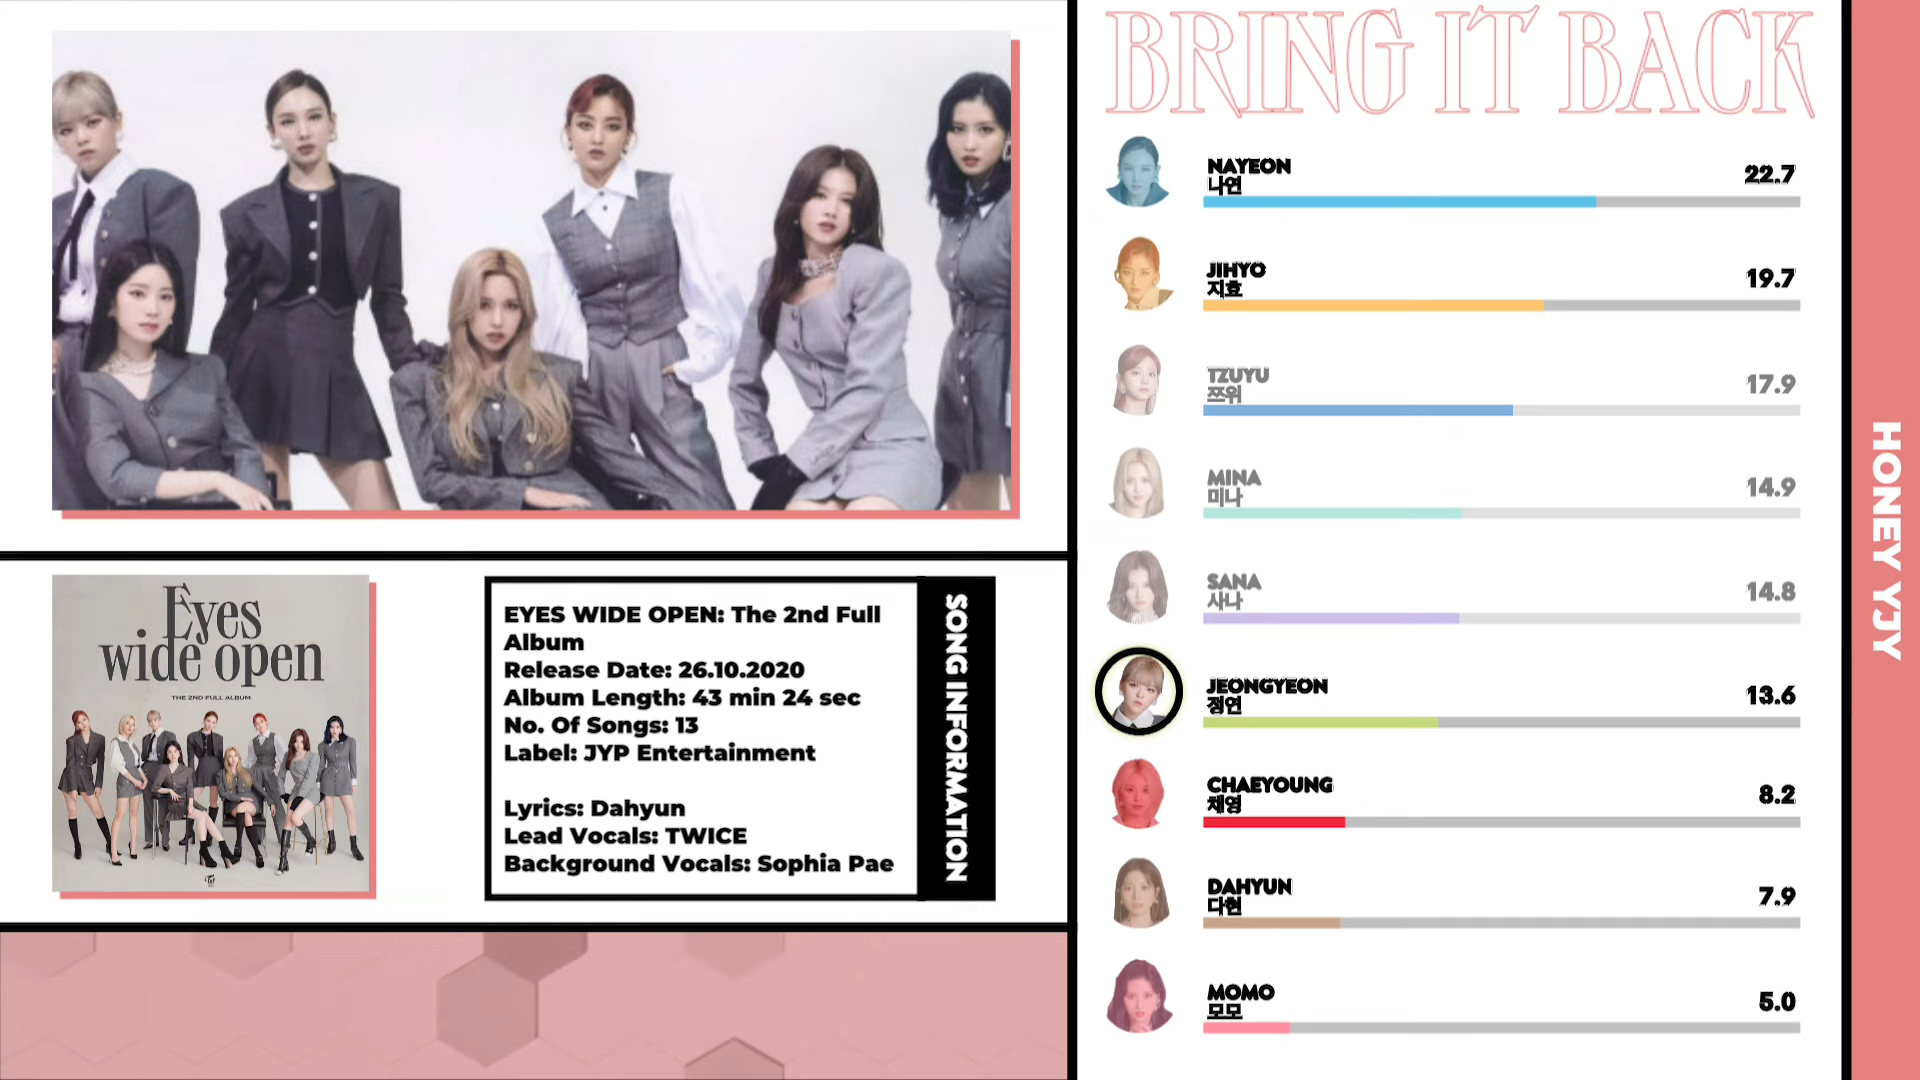 BRING IT BACK
NAYEON
나연
22.7
JIHYO
지효
19.7
TZUYU
쯔위
17.9
MINA
미나
14.9
SANA
사나
14.8
JEONGYEON
정연
13.6
CHAEYOUNG
채영
8.2
DAHYUN
다현
7.9
MOMO
모모
5.0
HONEY YJY
Eyes
wide open
THE 2ND FULL ALBUM
EYES WIDE OPEN: The 2nd Full
Album
Release Date: 26.10.2020
Album Length: 43 min 24 sec
No. Of Songs: 13
Label: JYP Entertainment
Lyrics: Dahyun
Lead Vocals: TWICE
Background Vocals: Sophia Pae
SONG INFORMATION